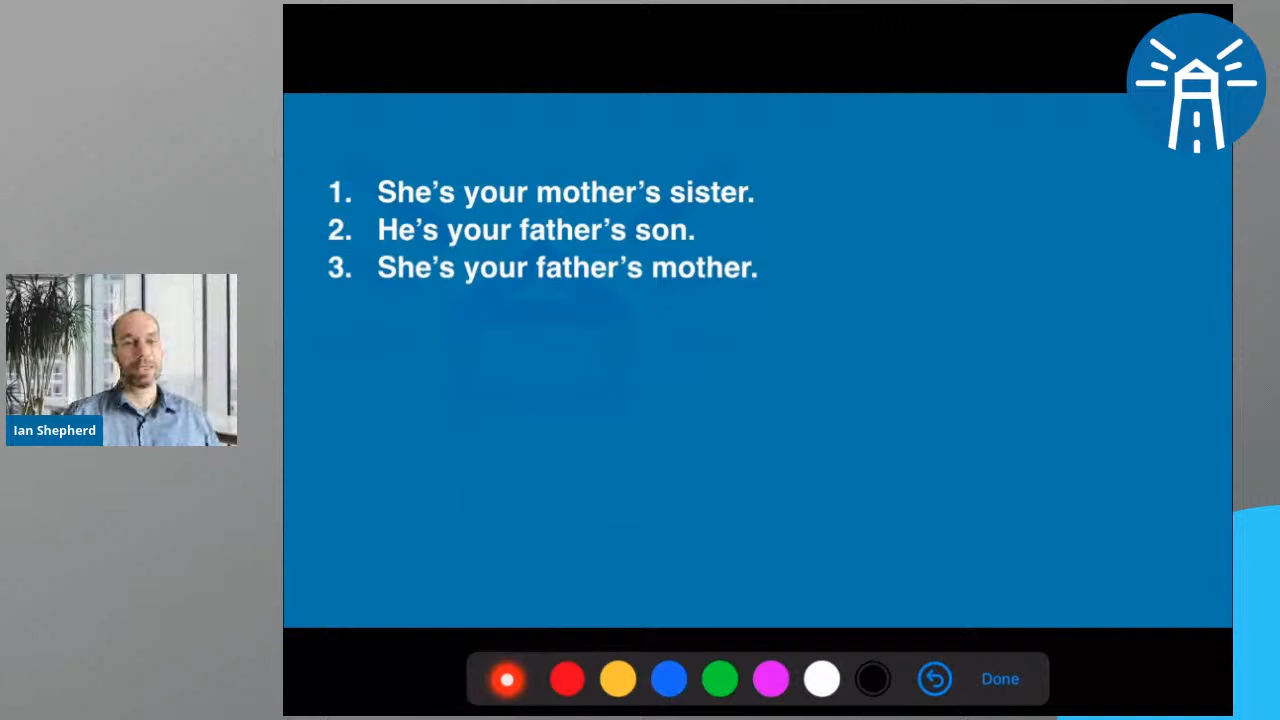 1. She’s your mother’s sister.
2. He’s your father’s son.
3. She’s your father’s mother.
Ian Shepherd
Done